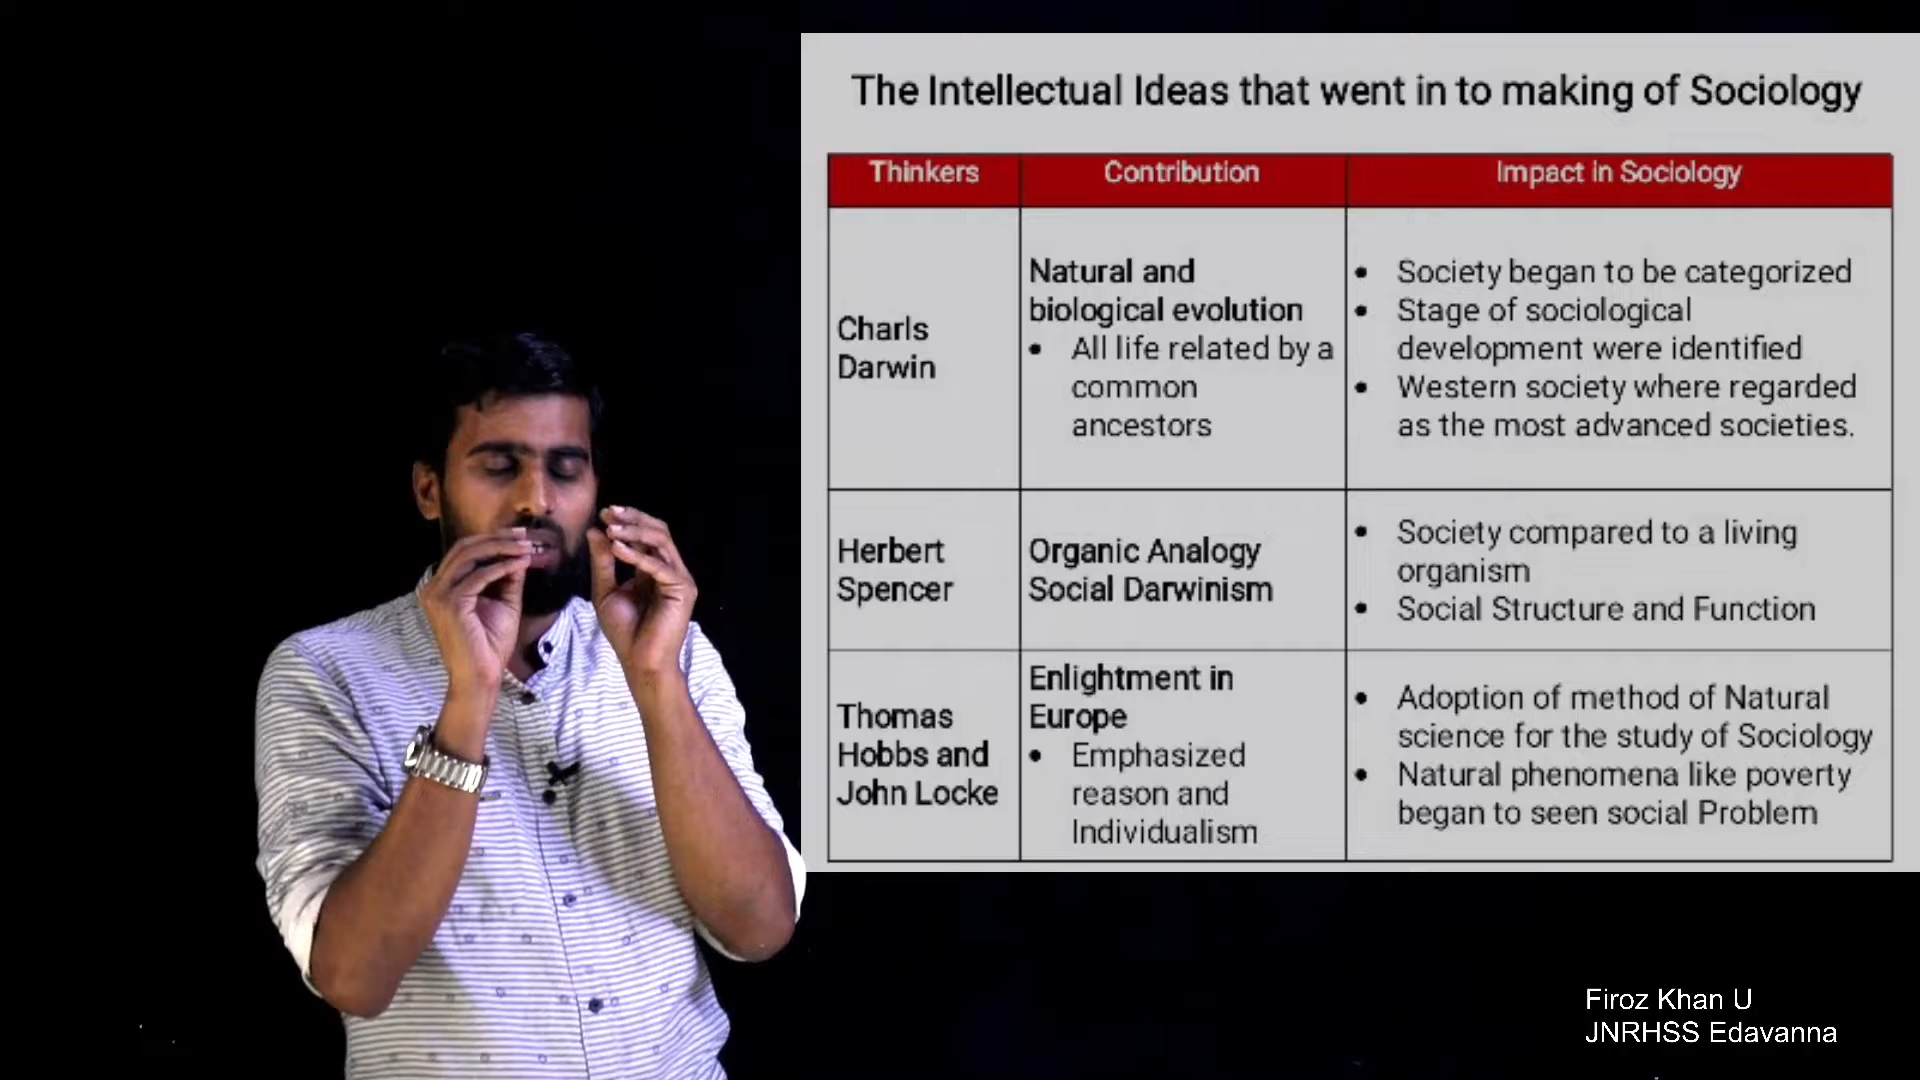 The Intellectual Ideas that went in to making of Sociology
Thinkers
Contribution
Impact in Sociology
Charls
Darwin
Natural and
biological evolution
• All life related by a
common
ancestors
• Society began to be categorized
• Stage of sociological
development were identified
• Western society where regarded
as the most advanced societies.
Herbert
Spencer
Organic Analogy
Social Darwinism
• Society compared to a living
organism
• Social Structure and Function
Thomas
Hobbs and
John Locke
Enlightment in
Europe
• Emphasized
reason and
Individualism
• Adoption of method of Natural
science for the study of Sociology
• Natural phenomena like poverty
began to seen social Problem
Firoz Khan U
JNRHSS Edavanna